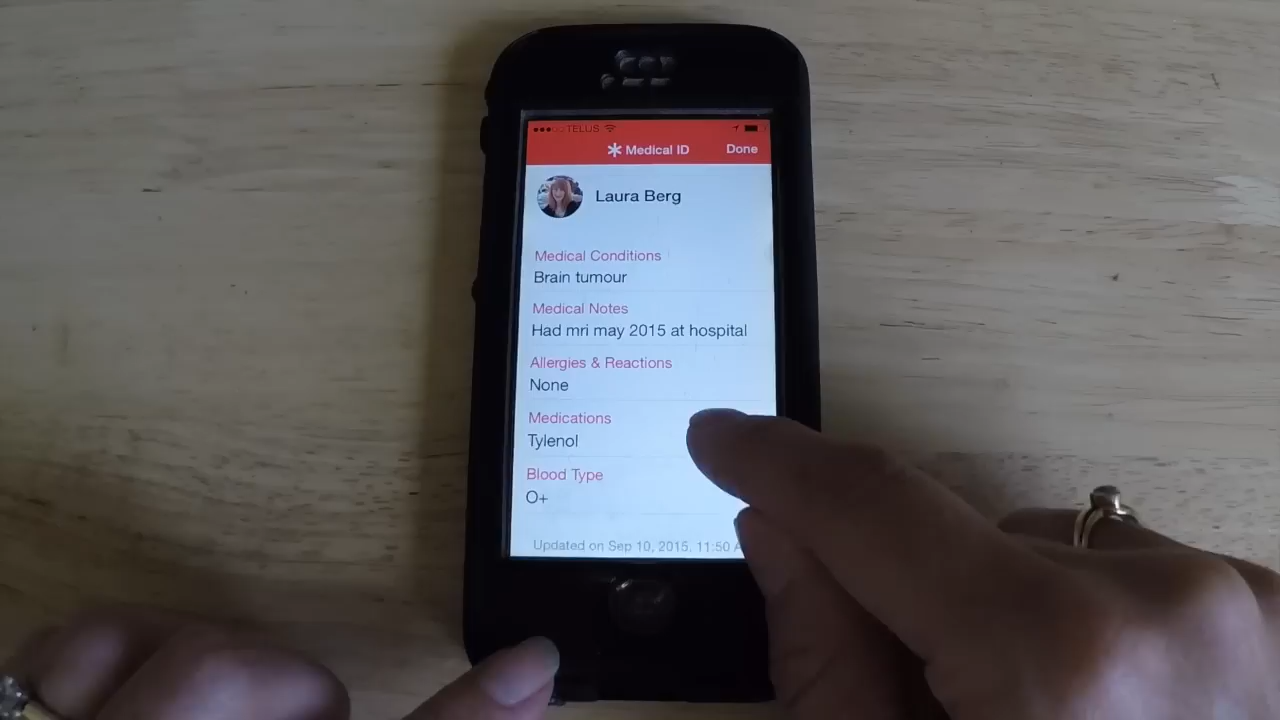 TELUS
Medical ID
Done
Laura Berg
Medical Conditions
Brain tumour
Medical Notes
Had mri may 2015 at hospital
Allergies & Reactions
None
Medications
Tylenol
Blood Type
O+
Updated on Sep 10, 2015, 11:50